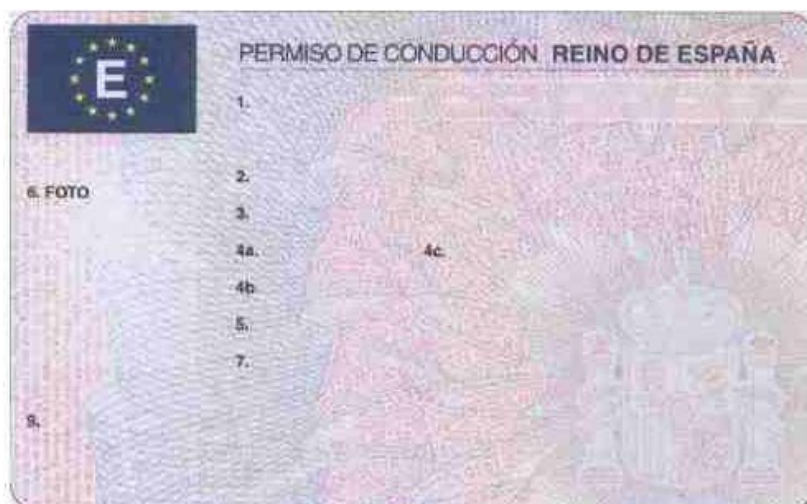 E
PERMISO DE CONDUCCIÓN REINO DE ESPAÑA
1.
2.
6. FOTO
3.
4a. 4c.
4b
5.
7.
9.